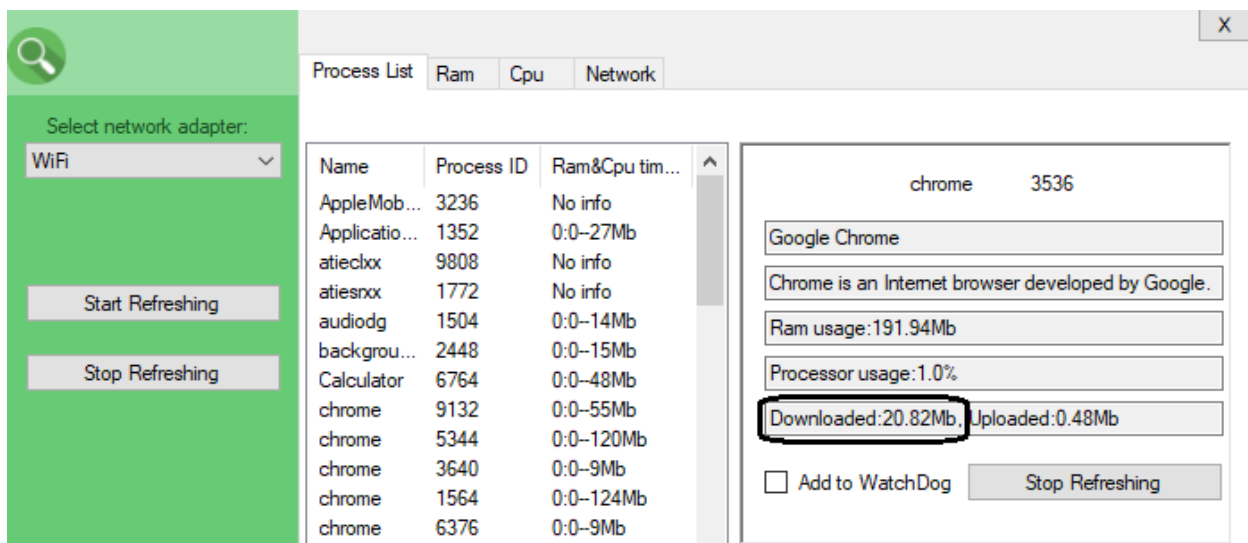 X
Process List Ram Cpu Network
Select network adapter:
WiFi
Start Refreshing
Stop Refreshing
Name Process ID Ram&Cpu tim...
AppleMob... 3236 No info
Applicatio... 1352 0:0--27Mb
atieclxx 9808 No info
atiesrxx 1772 No info
audiodg 1504 0:0--14Mb
backgrou... 2448 0:0--15Mb
Calculator 6764 0:0--48Mb
chrome 9132 0:0--55Mb
chrome 5344 0:0--120Mb
chrome 3640 0:0--9Mb
chrome 1564 0:0--124Mb
chrome 6376 0:0--9Mb
chrome 3536
Google Chrome
Chrome is an Internet browser developed by Google.
Ram usage:191.94Mb
Processor usage:1.0%
Downloaded:20.82Mb, Uploaded:0.48Mb
Add to WatchDog Stop Refreshing